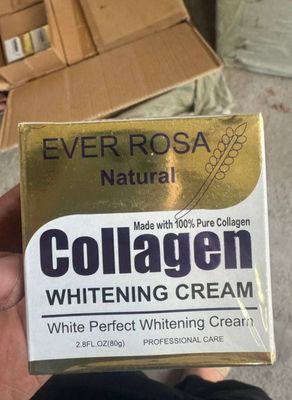 EVER ROSA
Natural
Made with 100% Pure Collagen
Collagen
WHITENING CREAM
White Perfect Whitening Cream
2.8FL.OZ(80g) PROFESSIONAL CARE